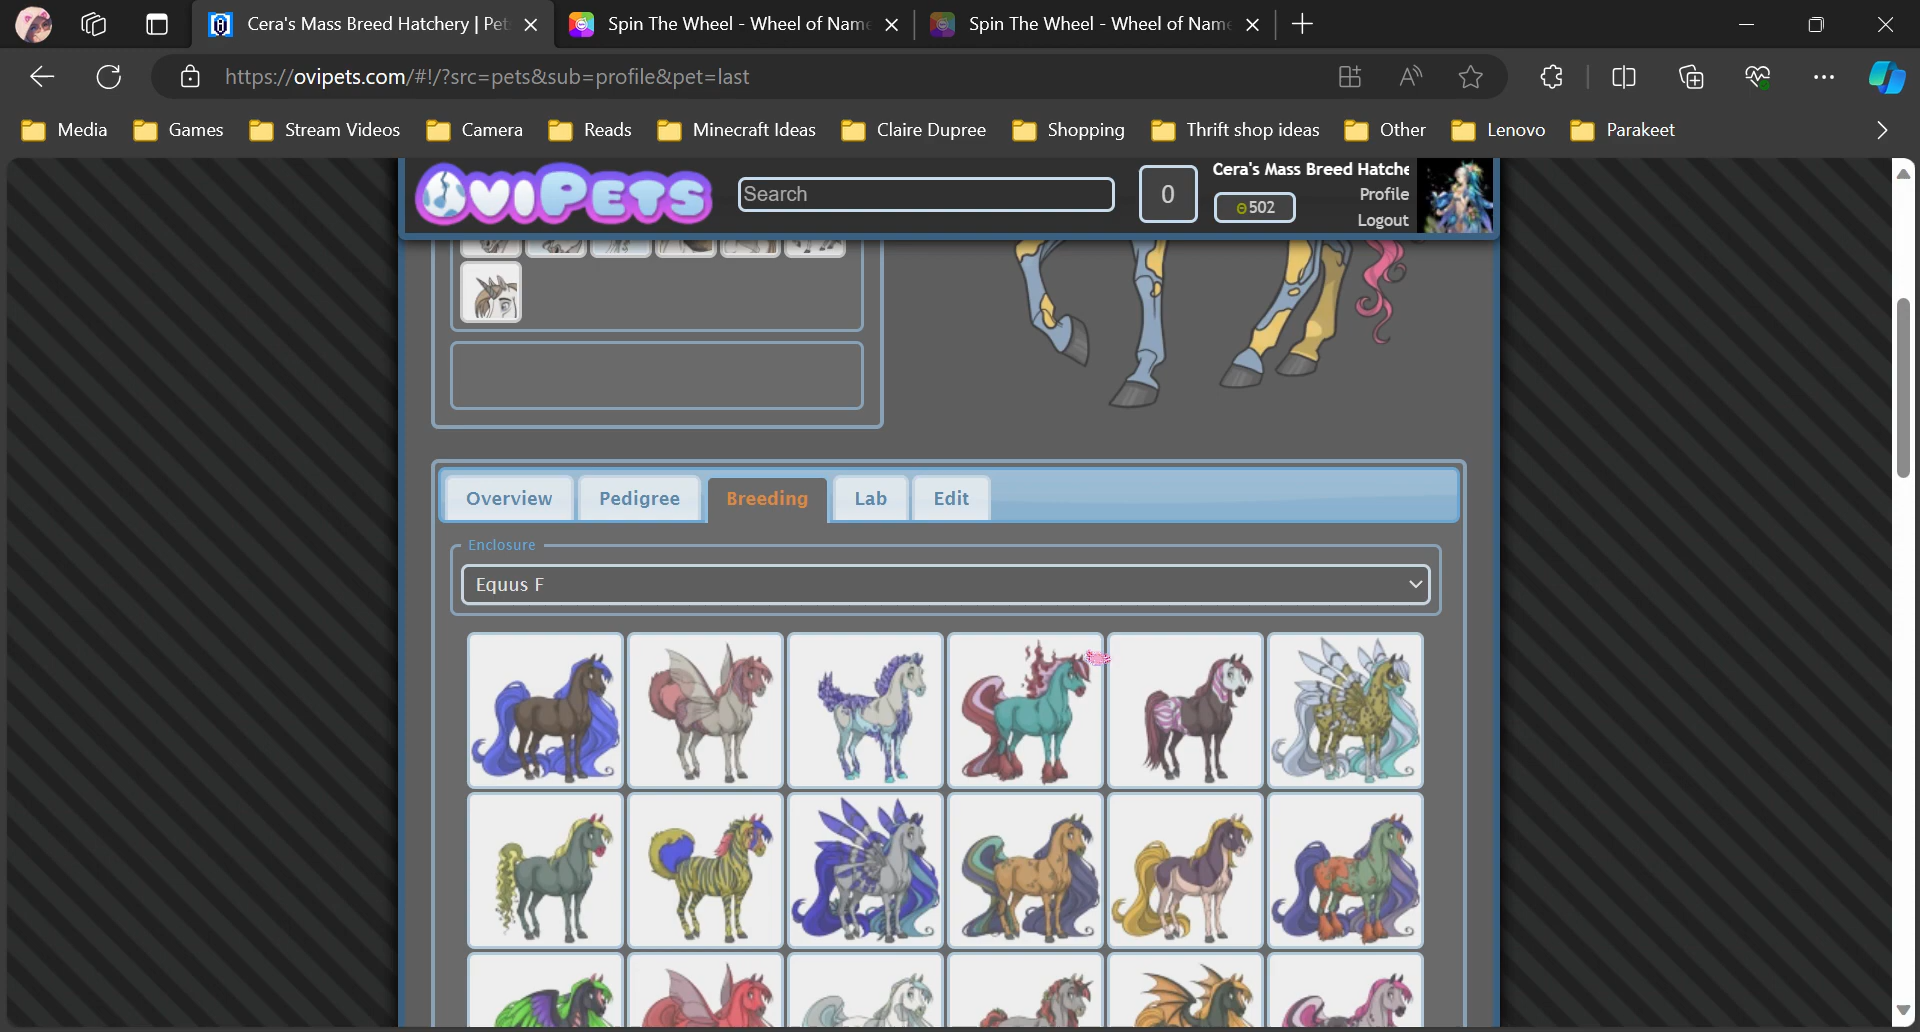 Cera's Mass Breed Hatchery | Pet
Spin The Wheel - Wheel of Name
Spin The Wheel - Wheel of Name
https://ovipets.com/#!/?src=pets&sub=profile&pet=last
Media
Games
Stream Videos
Camera
Reads
Minecraft Ideas
Claire Dupree
Shopping
Thrift shop ideas
Other
Lenovo
Parakeet
OviPets
Search
0
Cera's Mass Breed Hatche
502
Profile
Logout
Overview
Pedigree
Breeding
Lab
Edit
Enclosure
Equus F